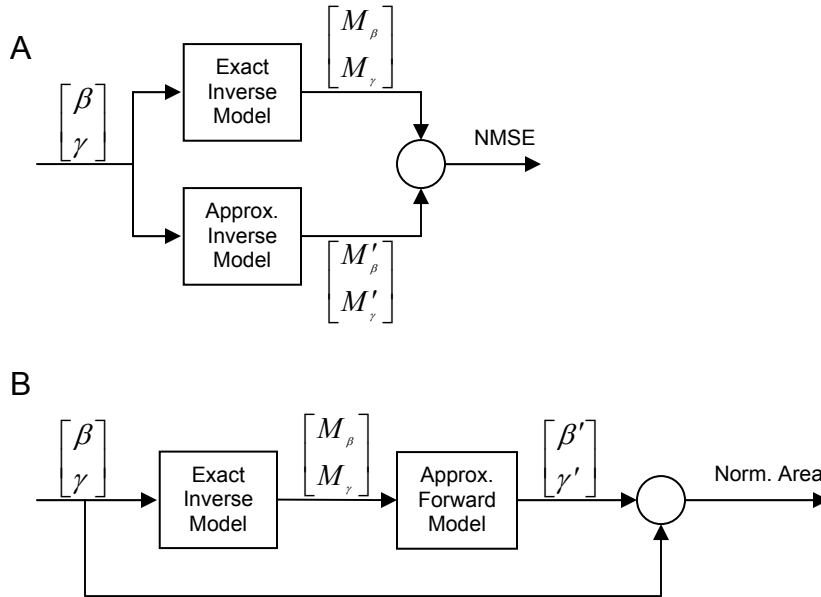 A
[β
γ]
Exact
Inverse
Model
[M_β
M_γ]
NMSE
Approx.
Inverse
Model
[M'_β
M'_γ]
B
[β
γ]
Exact
Inverse
Model
[M_β
M_γ]
Approx.
Forward
Model
[β'
γ']
Norm. Area